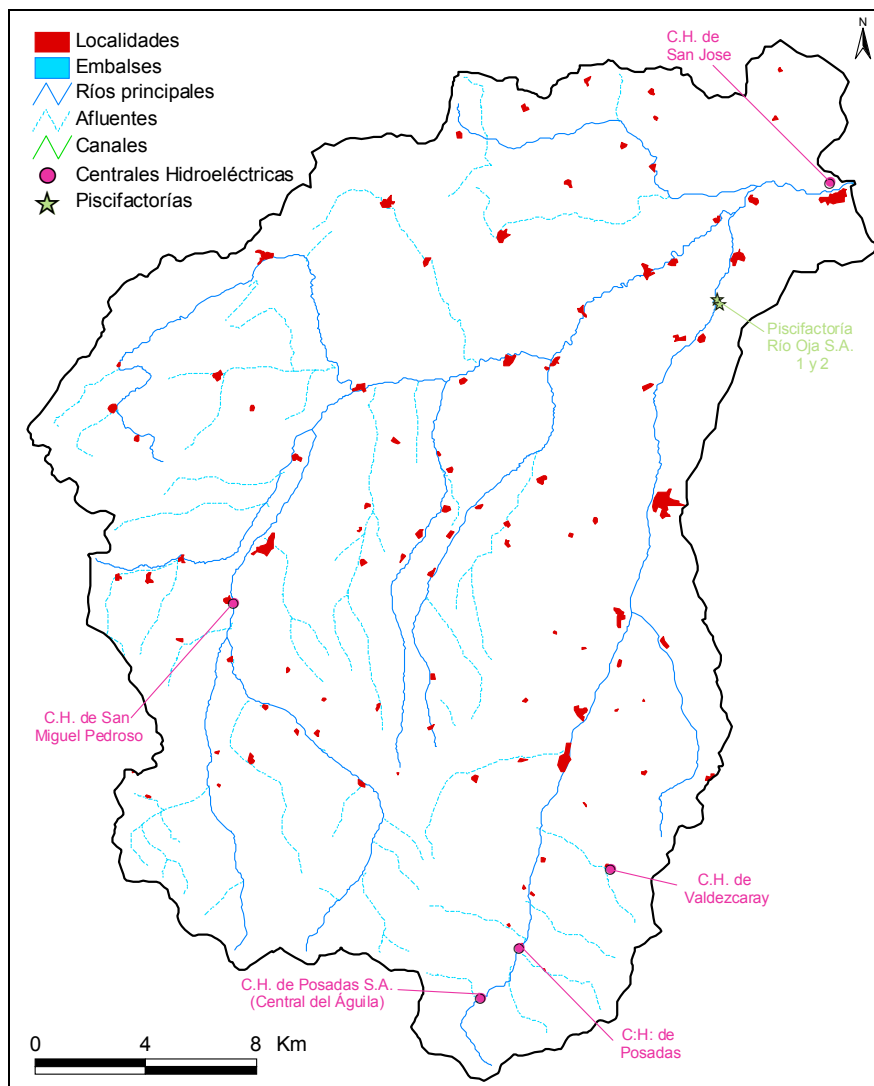 Localidades
Embalses
Ríos principales
Afluentes
Canales
Centrales Hidroeléctricas
Piscifactorías
C.H. de
San Jose
N
Piscifactoría
Río Oja S.A.
1 y 2
C.H. de San
Miguel Pedroso
C.H. de
Valdezcaray
C.H. de Posadas S.A.
(Central del Águila)
C:H: de
Posadas
0 4 8 Km